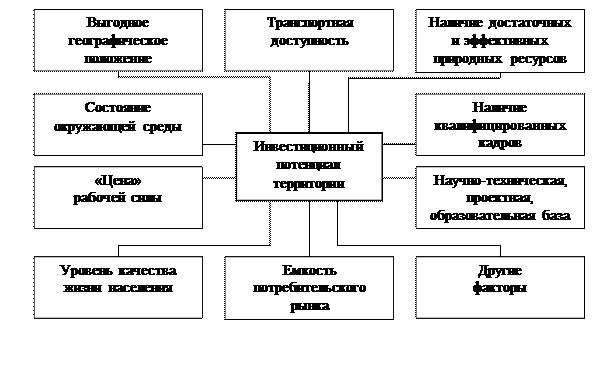 Выгодное
географическое
положение
Транспортная
доступность
Наличие достаточных
и эффективных
природных ресурсов
Состояние
окружающей среды
Наличие
квалифицированных
кадров
Инвестиционный
потенциал
территории
«Цена»
рабочей силы
Научно-техническая,
проектная,
образовательная база
Уровень качества
жизни населения
Емкость
потребительского
рынка
Другие
факторы